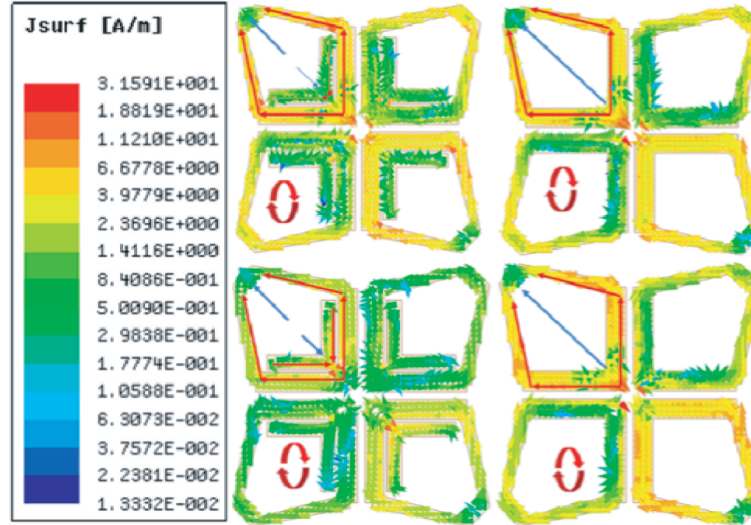 Jsurf [A/m]
3.1591E+001
1.8819E+001
1.1210E+001
6.6778E+000
3.9779E+000
2.3696E+000
1.4116E+000
8.4086E-001
5.0090E-001
2.9838E-001
1.7774E-001
1.0588E-001
6.3073E-002
3.7572E-002
2.2381E-002
1.3332E-002